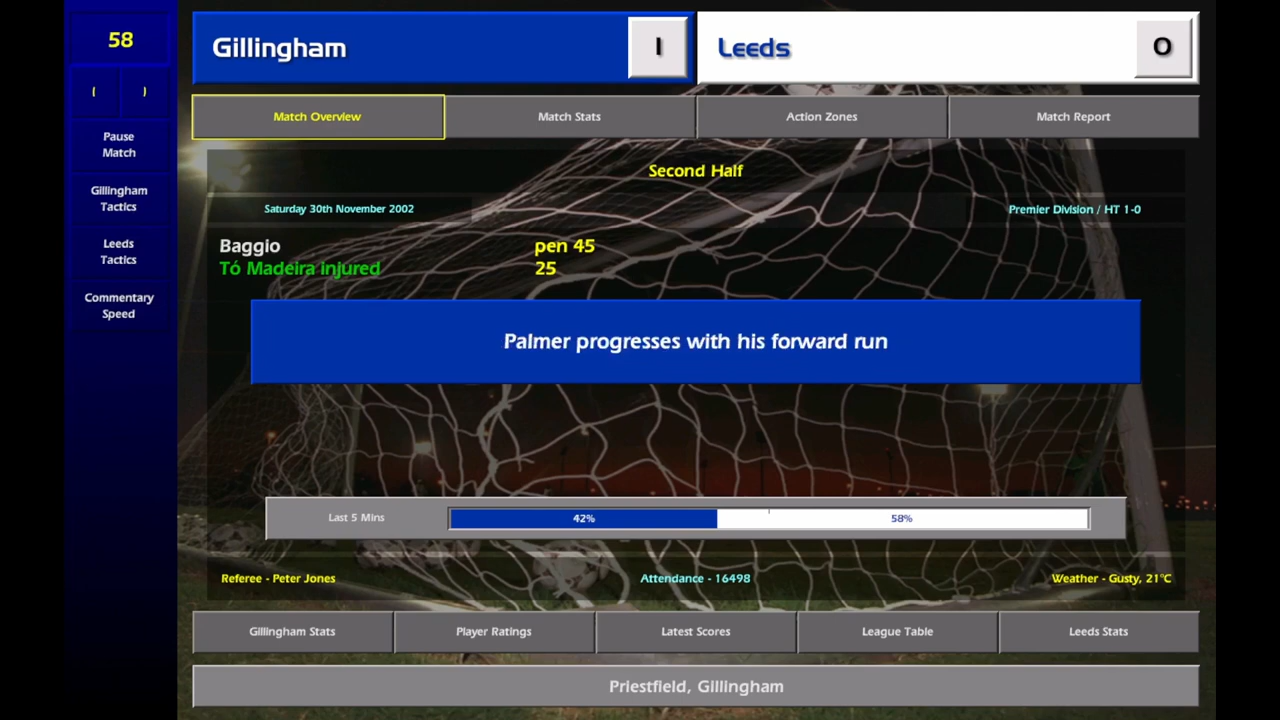 58
Gillingham
1
Leeds
0
( )
Match Overview
Match Stats
Action Zones
Match Report
Pause
Match
Gillingham
Tactics
Leeds
Tactics
Commentary
Speed
Second Half
Saturday 30th November 2002
Premier Division / HT 1-0
Baggio pen 45
Tó Madeira injured 25
Palmer progresses with his forward run
Last 5 Mins 42% 58%
Referee - Peter Jones
Attendance - 16498
Weather - Gusty, 21°C
Gillingham Stats
Player Ratings
Latest Scores
League Table
Leeds Stats
Priestfield, Gillingham